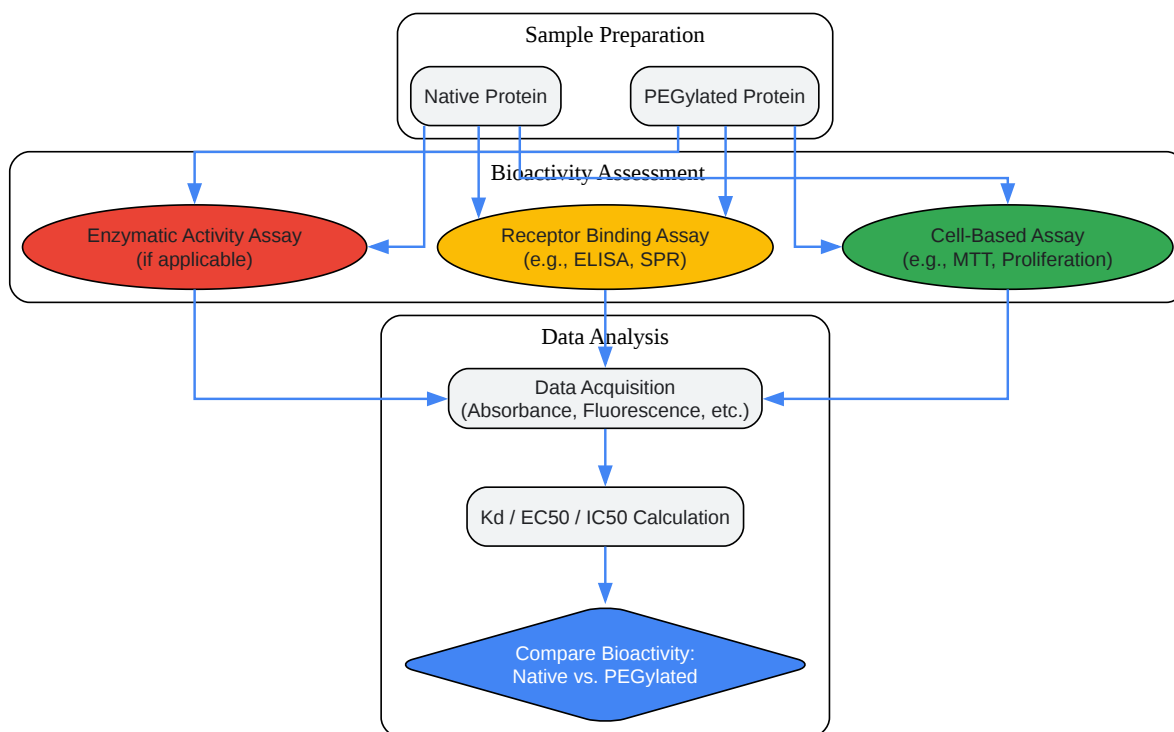 Sample Preparation
Native Protein
PEGylated Protein
Bioactivity Assessment
Enzymatic Activity Assay
(if applicable)
Receptor Binding Assay
(e.g., ELISA, SPR)
Cell-Based Assay
(e.g., MTT, Proliferation)
Data Analysis
Data Acquisition
(Absorbance, Fluorescence, etc.)
Kd / EC50 / IC50 Calculation
Compare Bioactivity:
Native vs. PEGylated